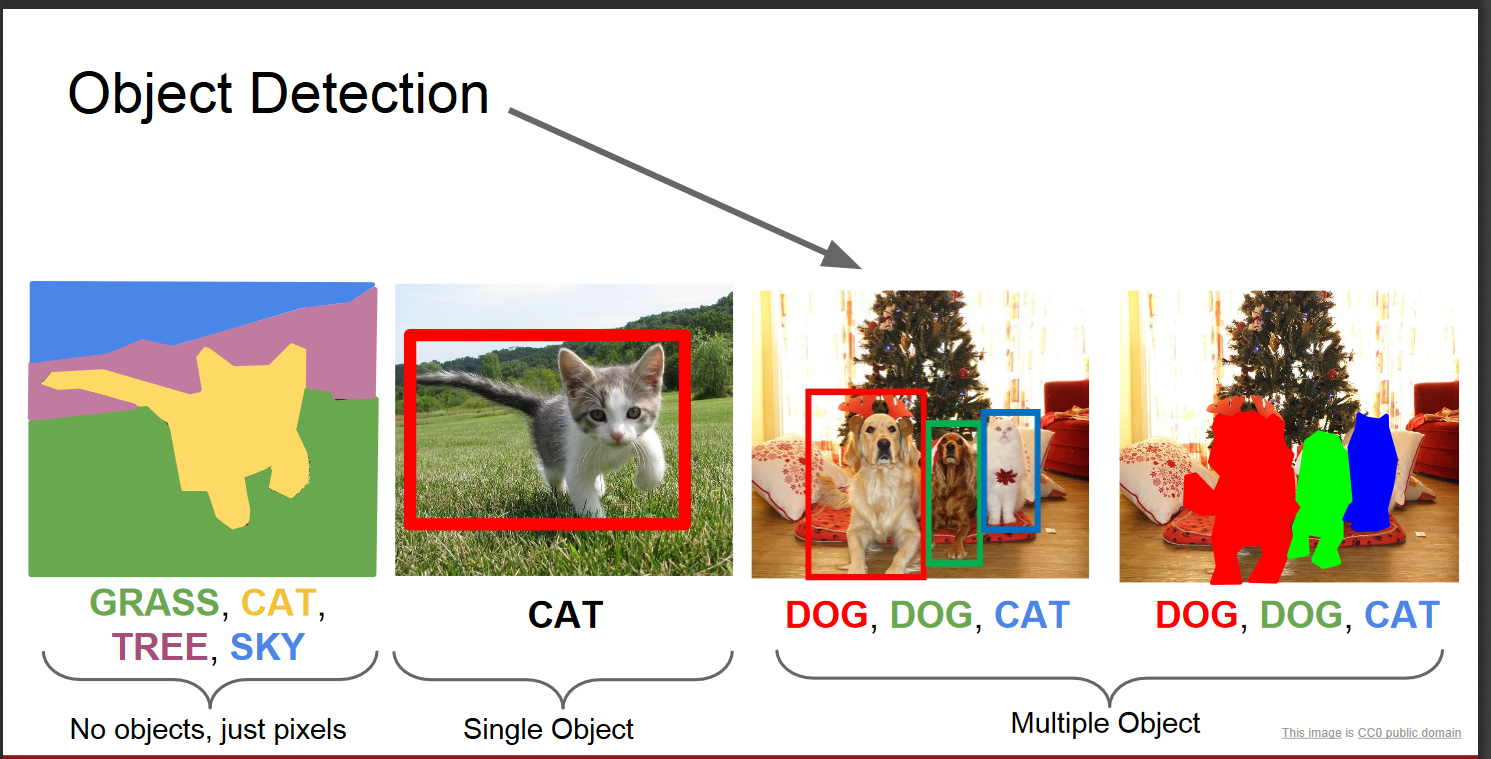 Object Detection
GRASS, CAT,
TREE, SKY
CAT
DOG, DOG, CAT
DOG, DOG, CAT
No objects, just pixels
Single Object
Multiple Object
This image is CC0 public domain